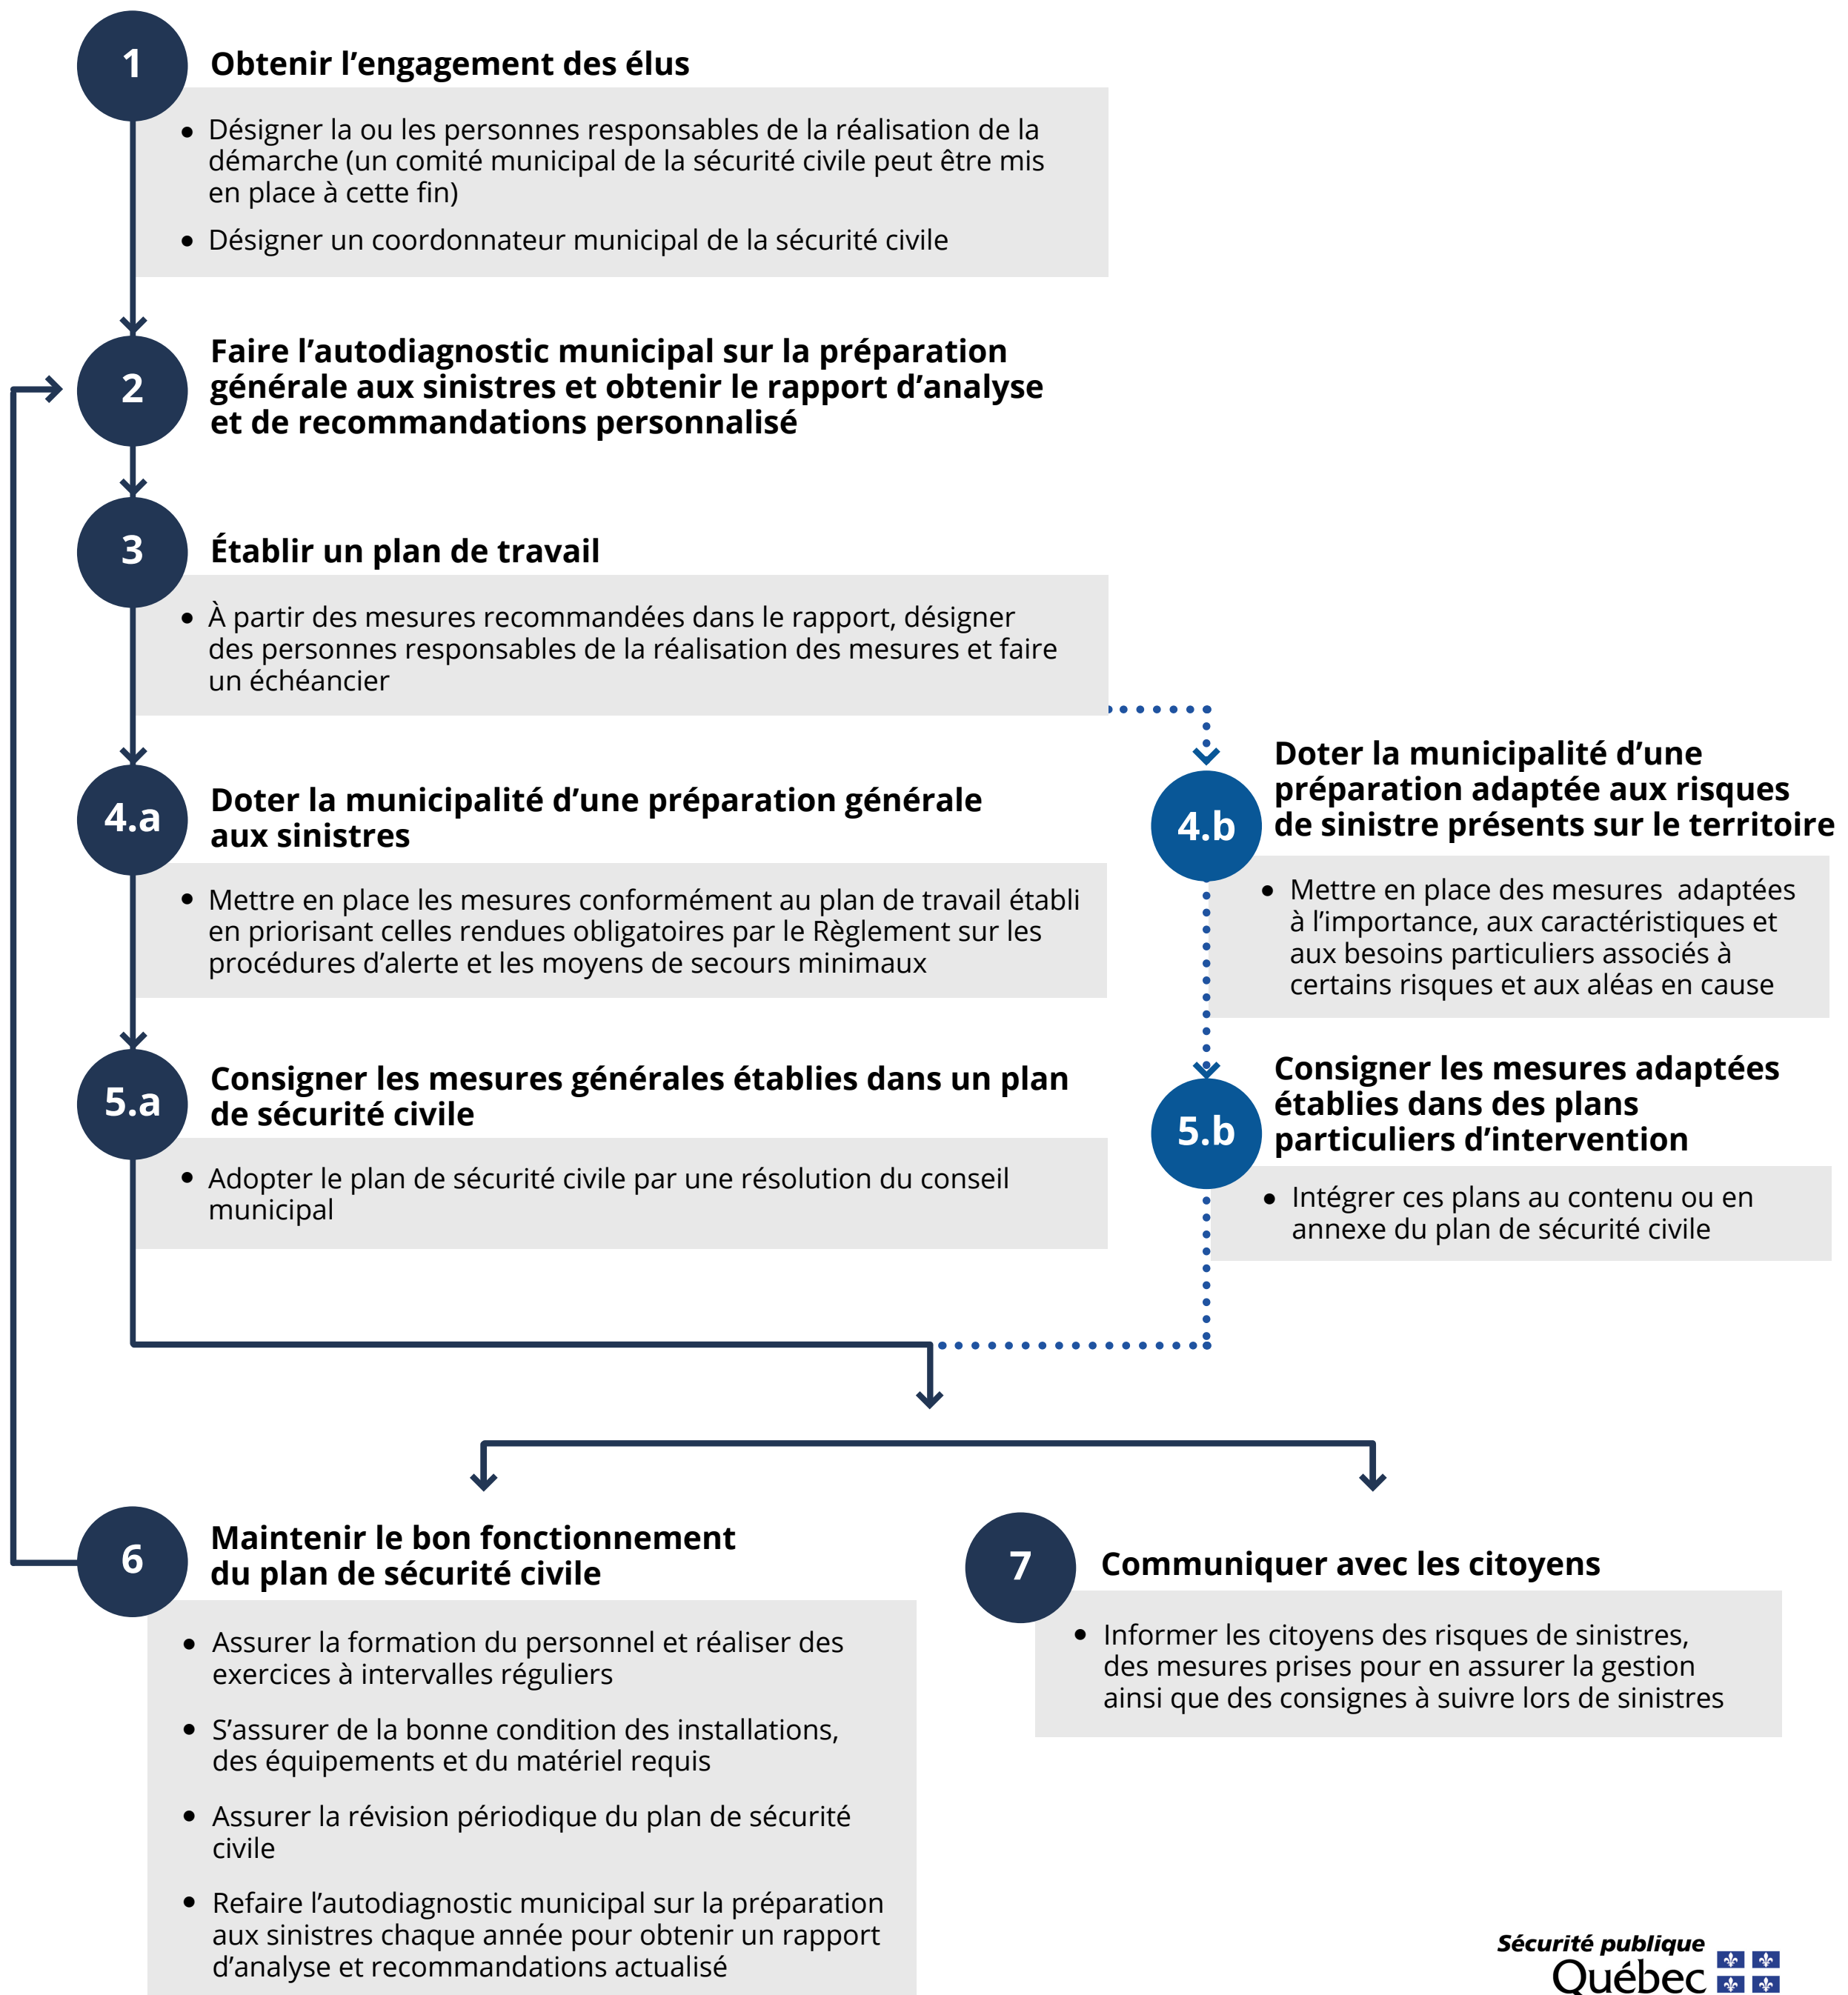 1
Obtenir l’engagement des élus
• Désigner la ou les personnes responsables de la réalisation de la
démarche (un comité municipal de la sécurité civile peut être mis
en place à cette fin)
• Désigner un coordonnateur municipal de la sécurité civile
2
Faire l’autodiagnostic municipal sur la préparation
générale aux sinistres et obtenir le rapport d’analyse
et de recommandations personnalisé
3
Établir un plan de travail
• À partir des mesures recommandées dans le rapport, désigner
des personnes responsables de la réalisation des mesures et faire
un échéancier
4.a
Doter la municipalité d’une préparation générale
aux sinistres
• Mettre en place les mesures conformément au plan de travail établi
en priorisant celles rendues obligatoires par le Règlement sur les
procédures d’alerte et les moyens de secours minimaux
4.b
Doter la municipalité d’une
préparation adaptée aux risques
de sinistre présents sur le territoire
• Mettre en place des mesures adaptées
à l’importance, aux caractéristiques et
aux besoins particuliers associés à
certains risques et aux aléas en cause
5.a
Consigner les mesures générales établies dans un plan
de sécurité civile
• Adopter le plan de sécurité civile par une résolution du conseil
municipal
5.b
Consigner les mesures adaptées
établies dans des plans
particuliers d’intervention
• Intégrer ces plans au contenu ou en
annexe du plan de sécurité civile
6
Maintenir le bon fonctionnement
du plan de sécurité civile
• Assurer la formation du personnel et réaliser des
exercices à intervalles réguliers
• S’assurer de la bonne condition des installations,
des équipements et du matériel requis
• Assurer la révision périodique du plan de sécurité
civile
• Refaire l’autodiagnostic municipal sur la préparation
aux sinistres chaque année pour obtenir un rapport
d’analyse et recommandations actualisé
7
Communiquer avec les citoyens
• Informer les citoyens des risques de sinistres,
des mesures prises pour en assurer la gestion
ainsi que des consignes à suivre lors de sinistres
Sécurité publique
Québec